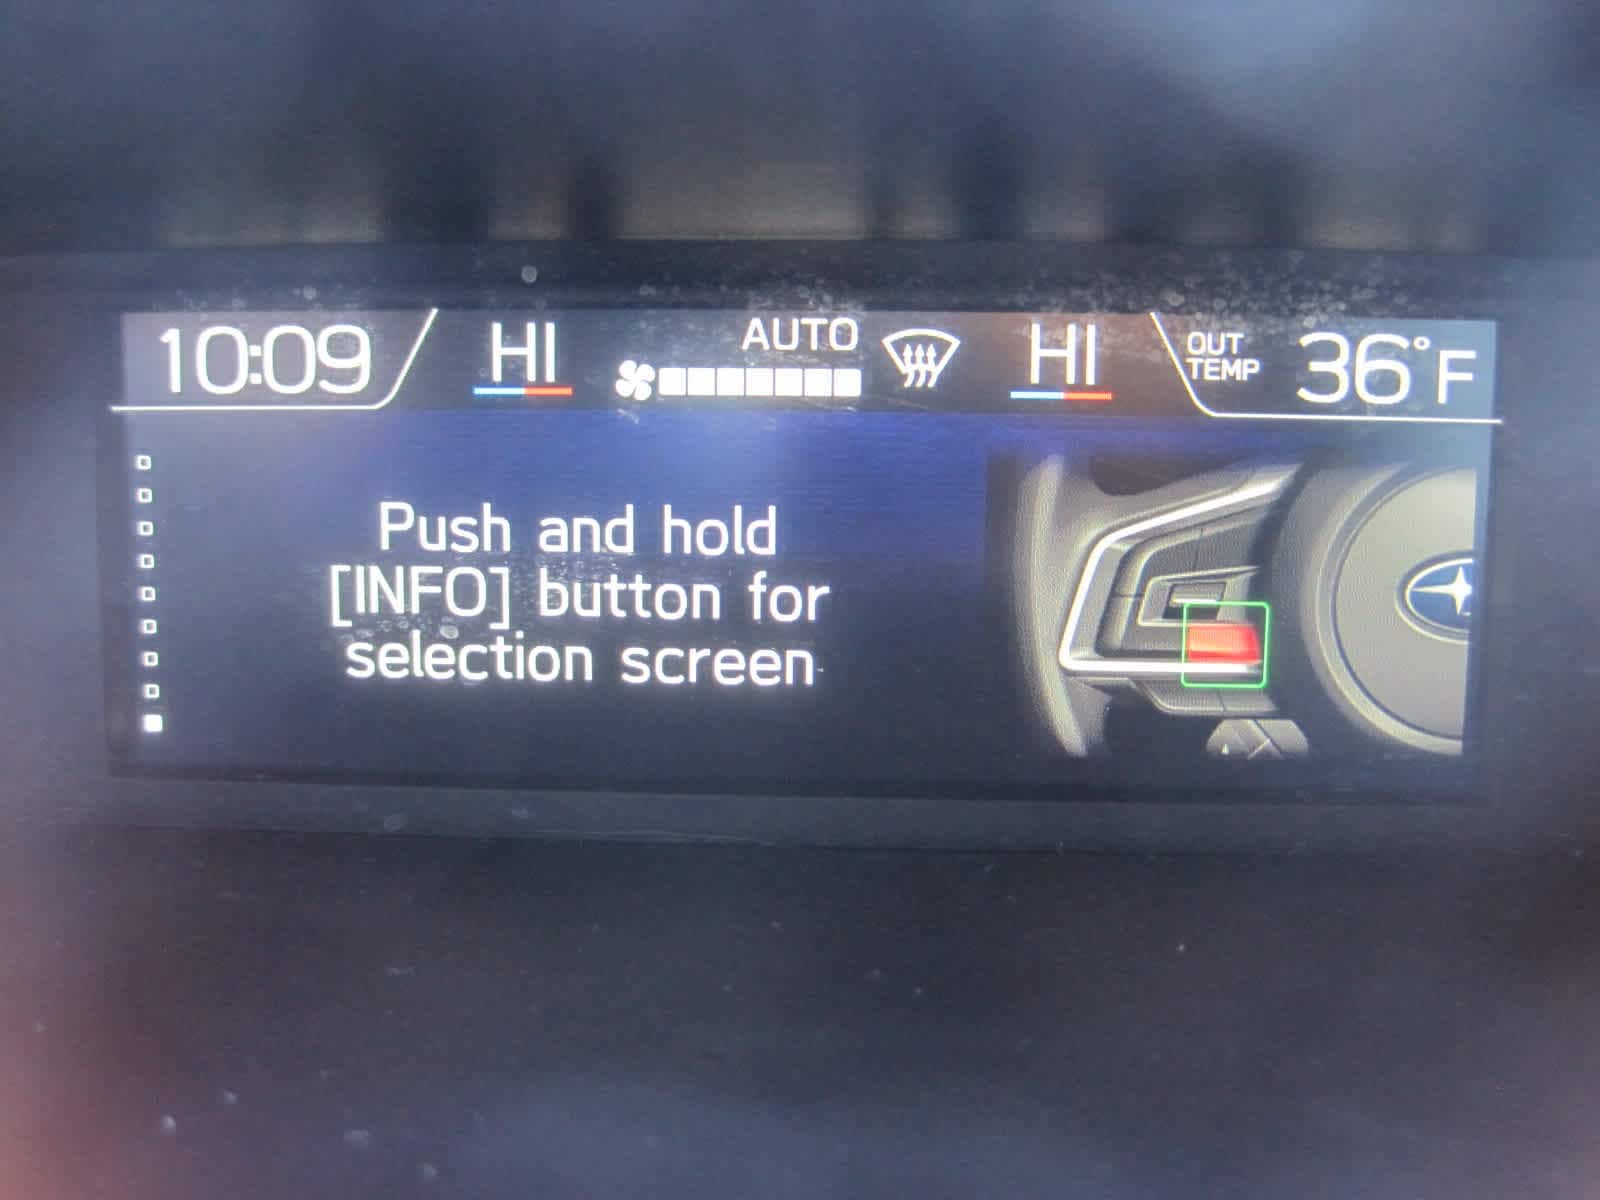 10:09
HI
AUTO
HI
OUT
TEMP
36°F
Push and hold
[INFO] button for
selection screen